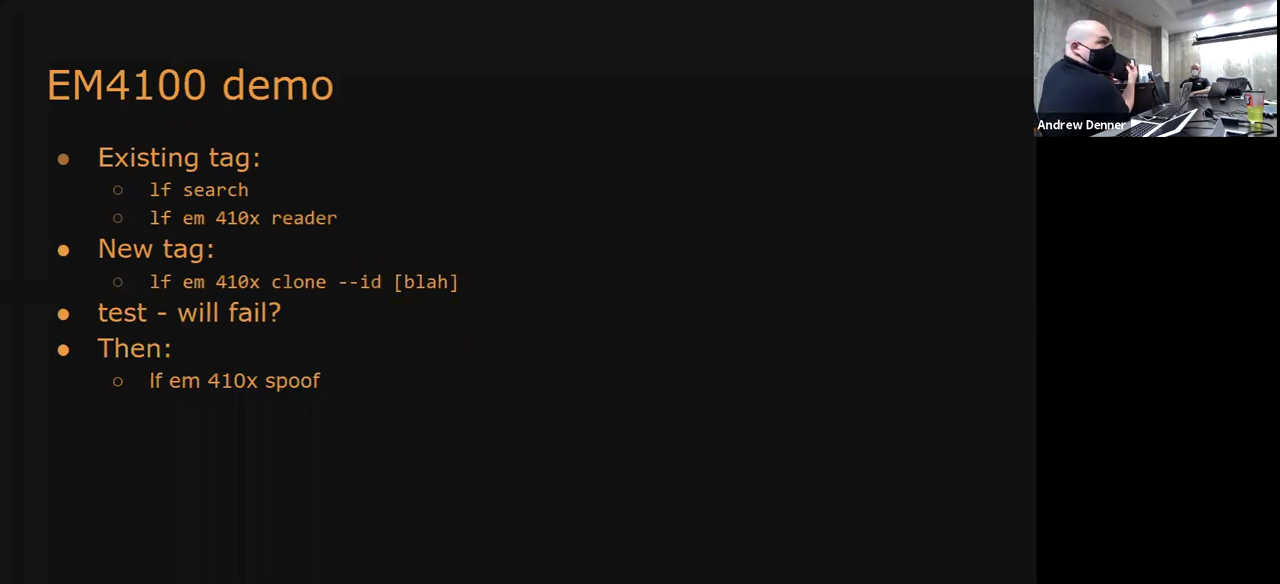 EM4100 demo
Existing tag:
lf search
lf em 410x reader
New tag:
lf em 410x clone --id [blah]
test - will fail?
Then:
lf em 410x spoof
Andrew Denner